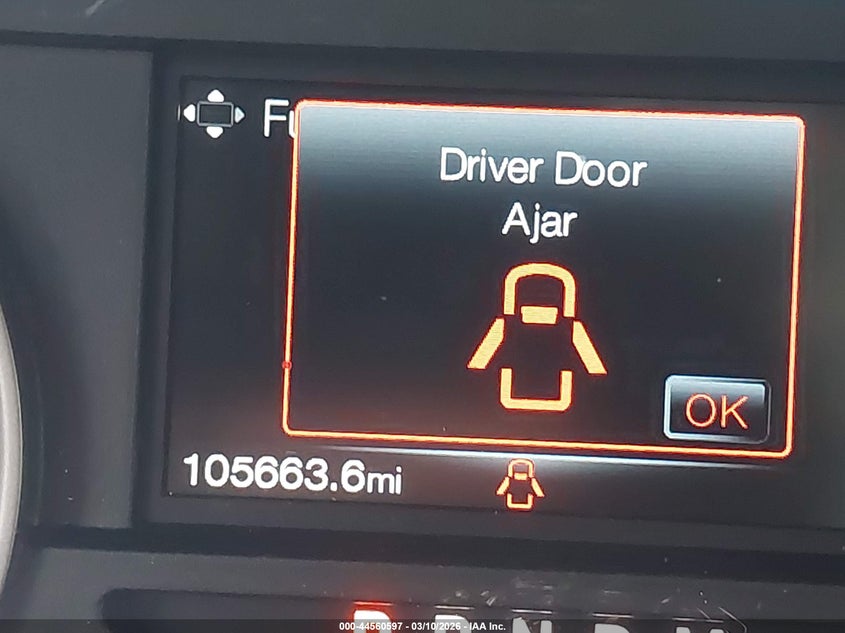 Driver Door
Ajar
OK
105663.6mi
000-44560597 - 03/10/2026 - IAA Inc.